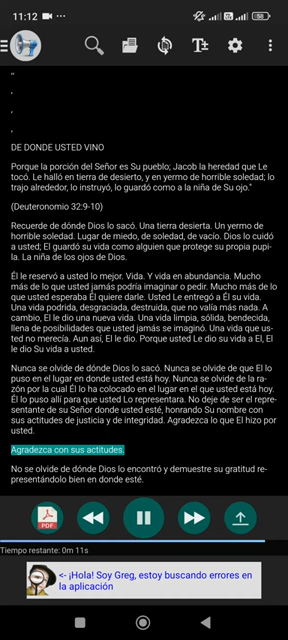 11:12
58
T±
,,
,
,
,
DE DONDE USTED VINO
Porque la porción del Señor es Su pueblo; Jacob la heredad que Le
tocó. Le halló en tierra de desierto, y en yermo de horrible soledad; lo
trajo alrededor, lo instruyó, lo guardó como a la niña de Su ojo."
(Deuteronomio 32:9-10)
Recuerde de dónde Dios lo sacó. Una tierra desierta. Un yermo de
horrible soledad. Lugar de miedo, de soledad, de vacío. Dios lo cuidó
a usted; El guardó su vida como alguien que protege su propia pupi-
la. La niña de los ojos de Dios.
Él le reservó a usted lo mejor. Vida. Y vida en abundancia. Mucho
más de lo que usted jamás podría imaginar o pedir. Mucho más de lo
que usted esperaba Él quiere darle. Usted Le entregó a Él su vida.
Una vida podrida, desgraciada, destruida, que no valía más nada. A
cambio, El le dio una nueva vida. Una vida limpia, sólida, bendecida,
llena de posibilidades que usted jamás se imaginó. Una vida que us-
ted no merecía. Aun así, El le dio. Porque usted Le dio su vida a El, El
le dio Su vida a usted.
Nunca se olvide de dónde Dios lo sacó. Nunca se olvide de que El lo
puso en el lugar en donde usted está hoy. Nunca se olvide de la ra-
zón por la cual Él lo ha colocado en el lugar en el que usted está hoy.
Él lo puso allí para que usted Lo representara. No deje de ser el repre-
sentante de su Señor donde usted esté, honrando Su nombre con
sus actitudes de justicia y de integridad. Agradezca lo que El hizo por
usted.
Agradezca con sus actitudes.
No se olvide de dónde Dios lo encontró y demuestre su gratitud re-
presentándolo bien en donde esté.
PDF
Tiempo restante: 0m 11s
<- ¡Hola! Soy Greg, estoy buscando errores en
la aplicación